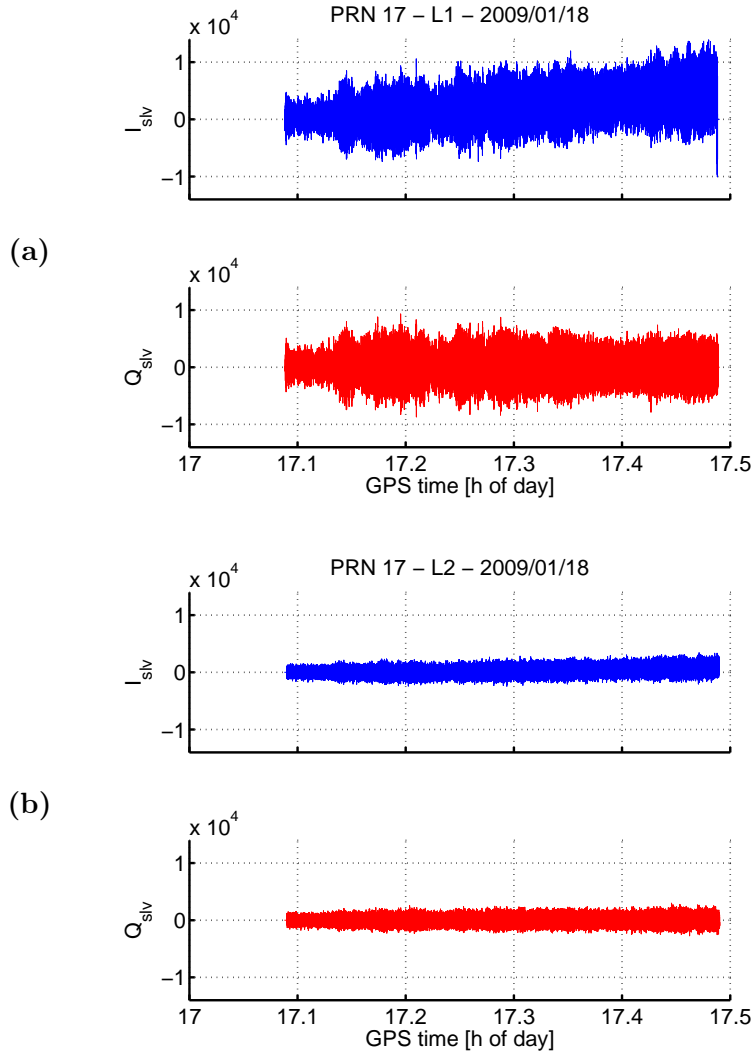 PRN 17 − L1 − 2009/01/18
x 10^4
1
0
−1
I_slv
(a)
x 10^4
1
0
−1
Q_slv
17 17.1 17.2 17.3 17.4 17.5
GPS time [h of day]
PRN 17 − L2 − 2009/01/18
x 10^4
1
0
−1
I_slv
(b)
x 10^4
1
0
−1
Q_slv
17 17.1 17.2 17.3 17.4 17.5
GPS time [h of day]